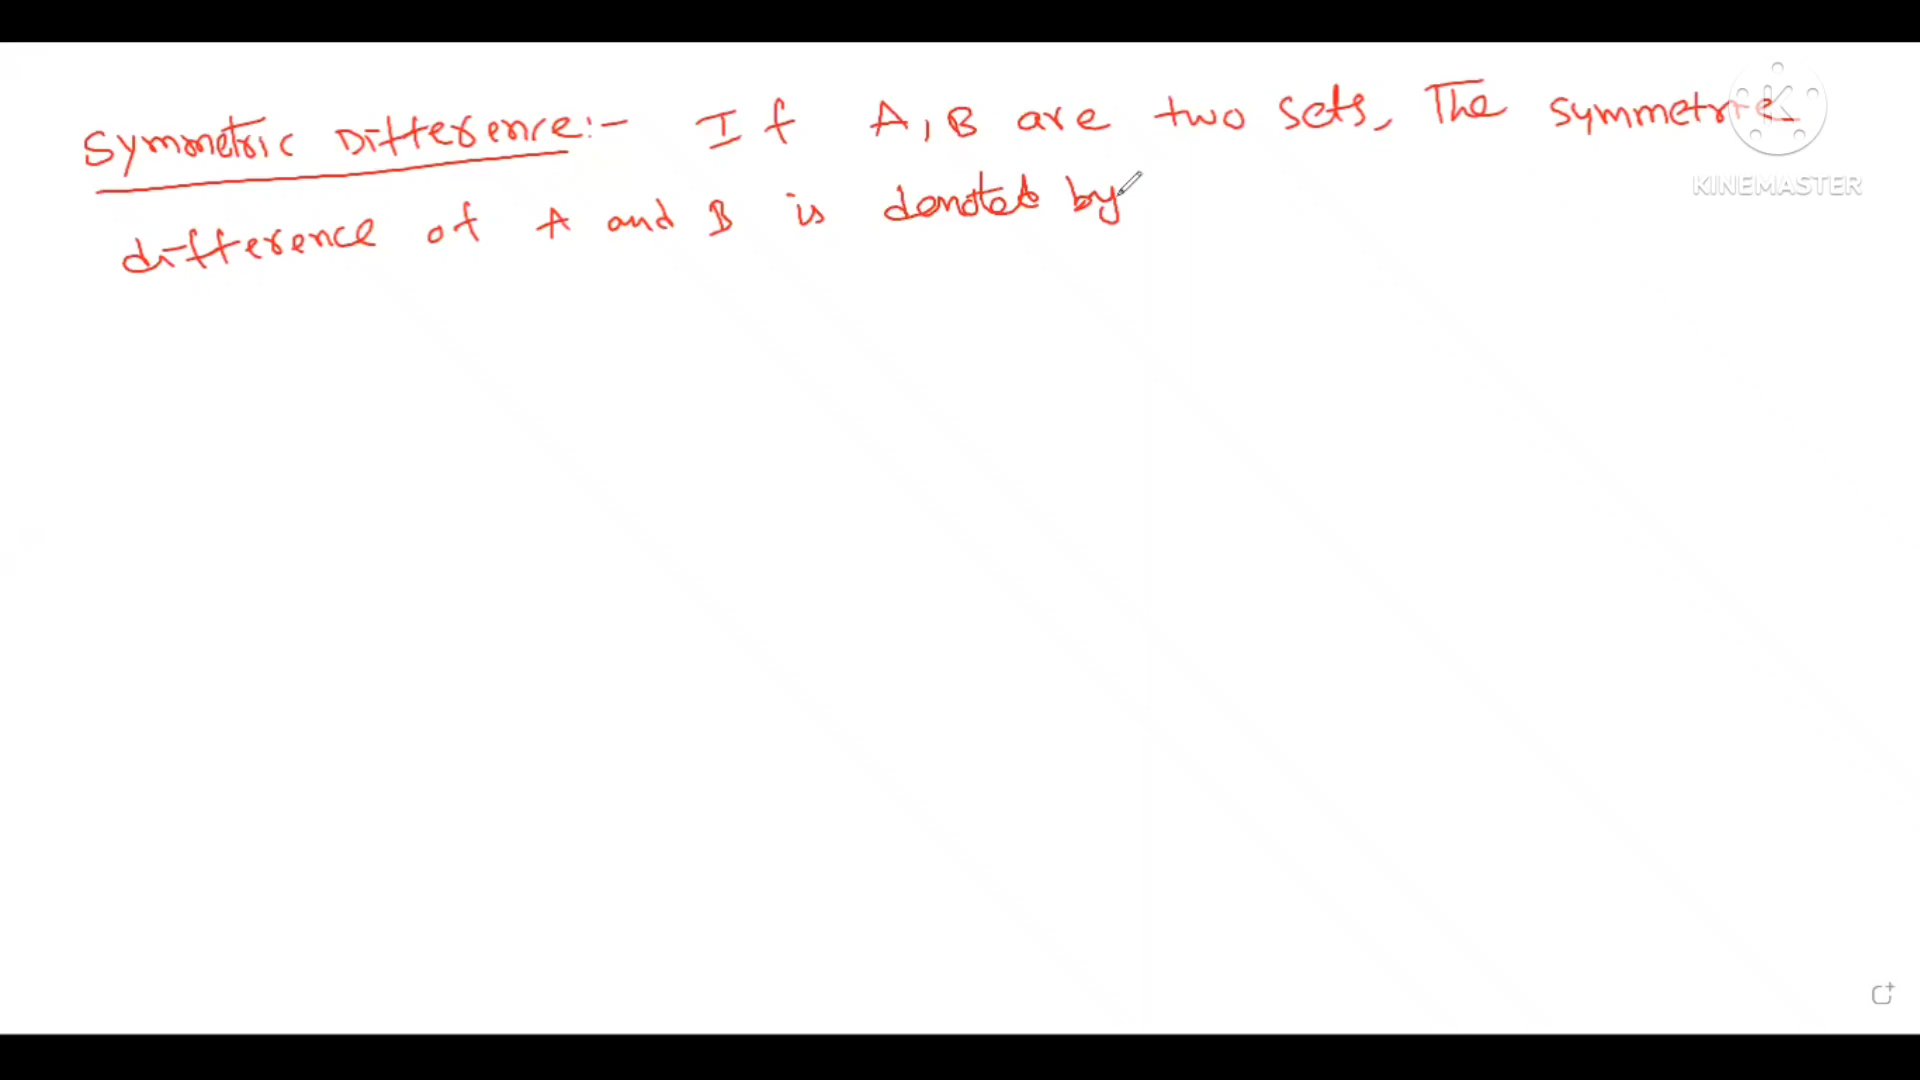 Symmetric Difference:- If A, B are two sets, The symmetric
KINEMASTER
difference of A and B is denoted by